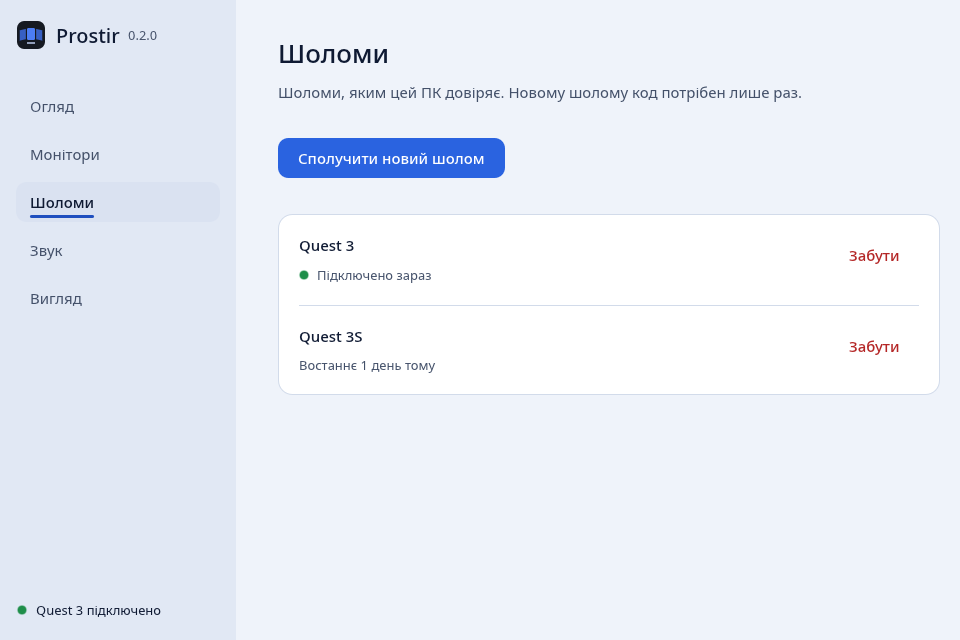 Prostir 0.2.0
Огляд
Монітори
Шоломи
Звук
Вигляд
Quest 3 підключено
Шоломи
Шоломи, яким цей ПК довіряє. Новому шолому код потрібен лише раз.
Сполучити новий шолом
Quest 3
Підключено зараз
Забути
Quest 3S
Востаннє 1 день тому
Забути